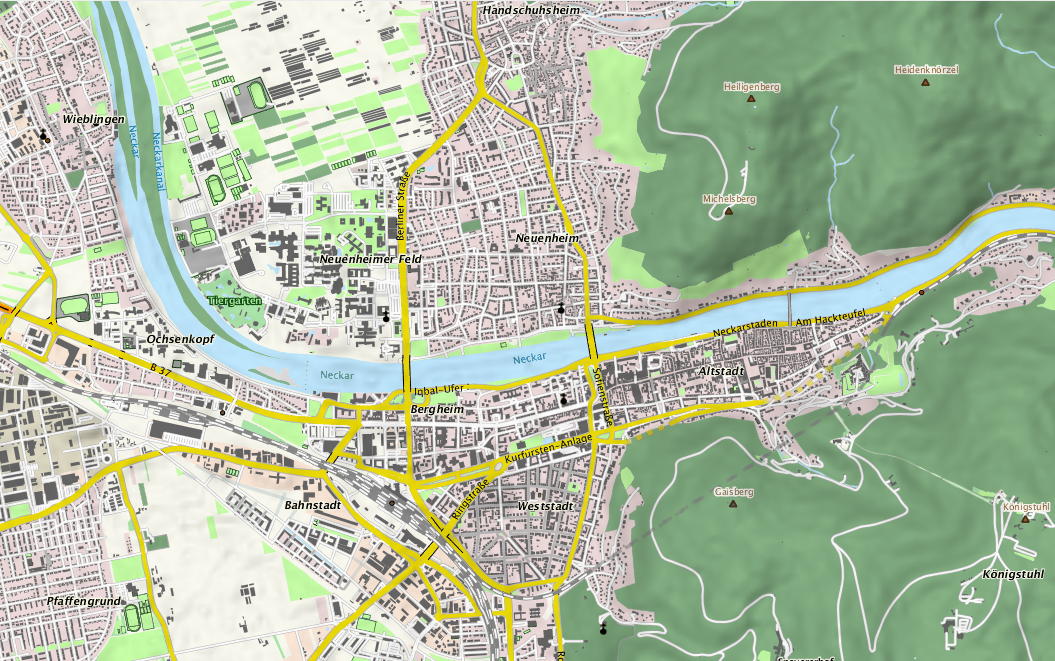 Handschuhsheim
Heidenknörzel
Heiligenberg
Wieblingen
Neckar
Neckarkanal
Berliner Straße
Michelsberg
Neuenheim
Neuenheimer Feld
Tiergarten
Ochsenkopf
B 37
Neckar
Neckar
Neckarstaden
Am Hackteufel
Altstadt
Iqbal-Ufer
Sofienstraße
Bergheim
Kurfürsten-Anlage
Ringstraße
Gaisberg
Bahnstadt
Weststadt
Königstuhl
Königstuhl
Pfaffengrund